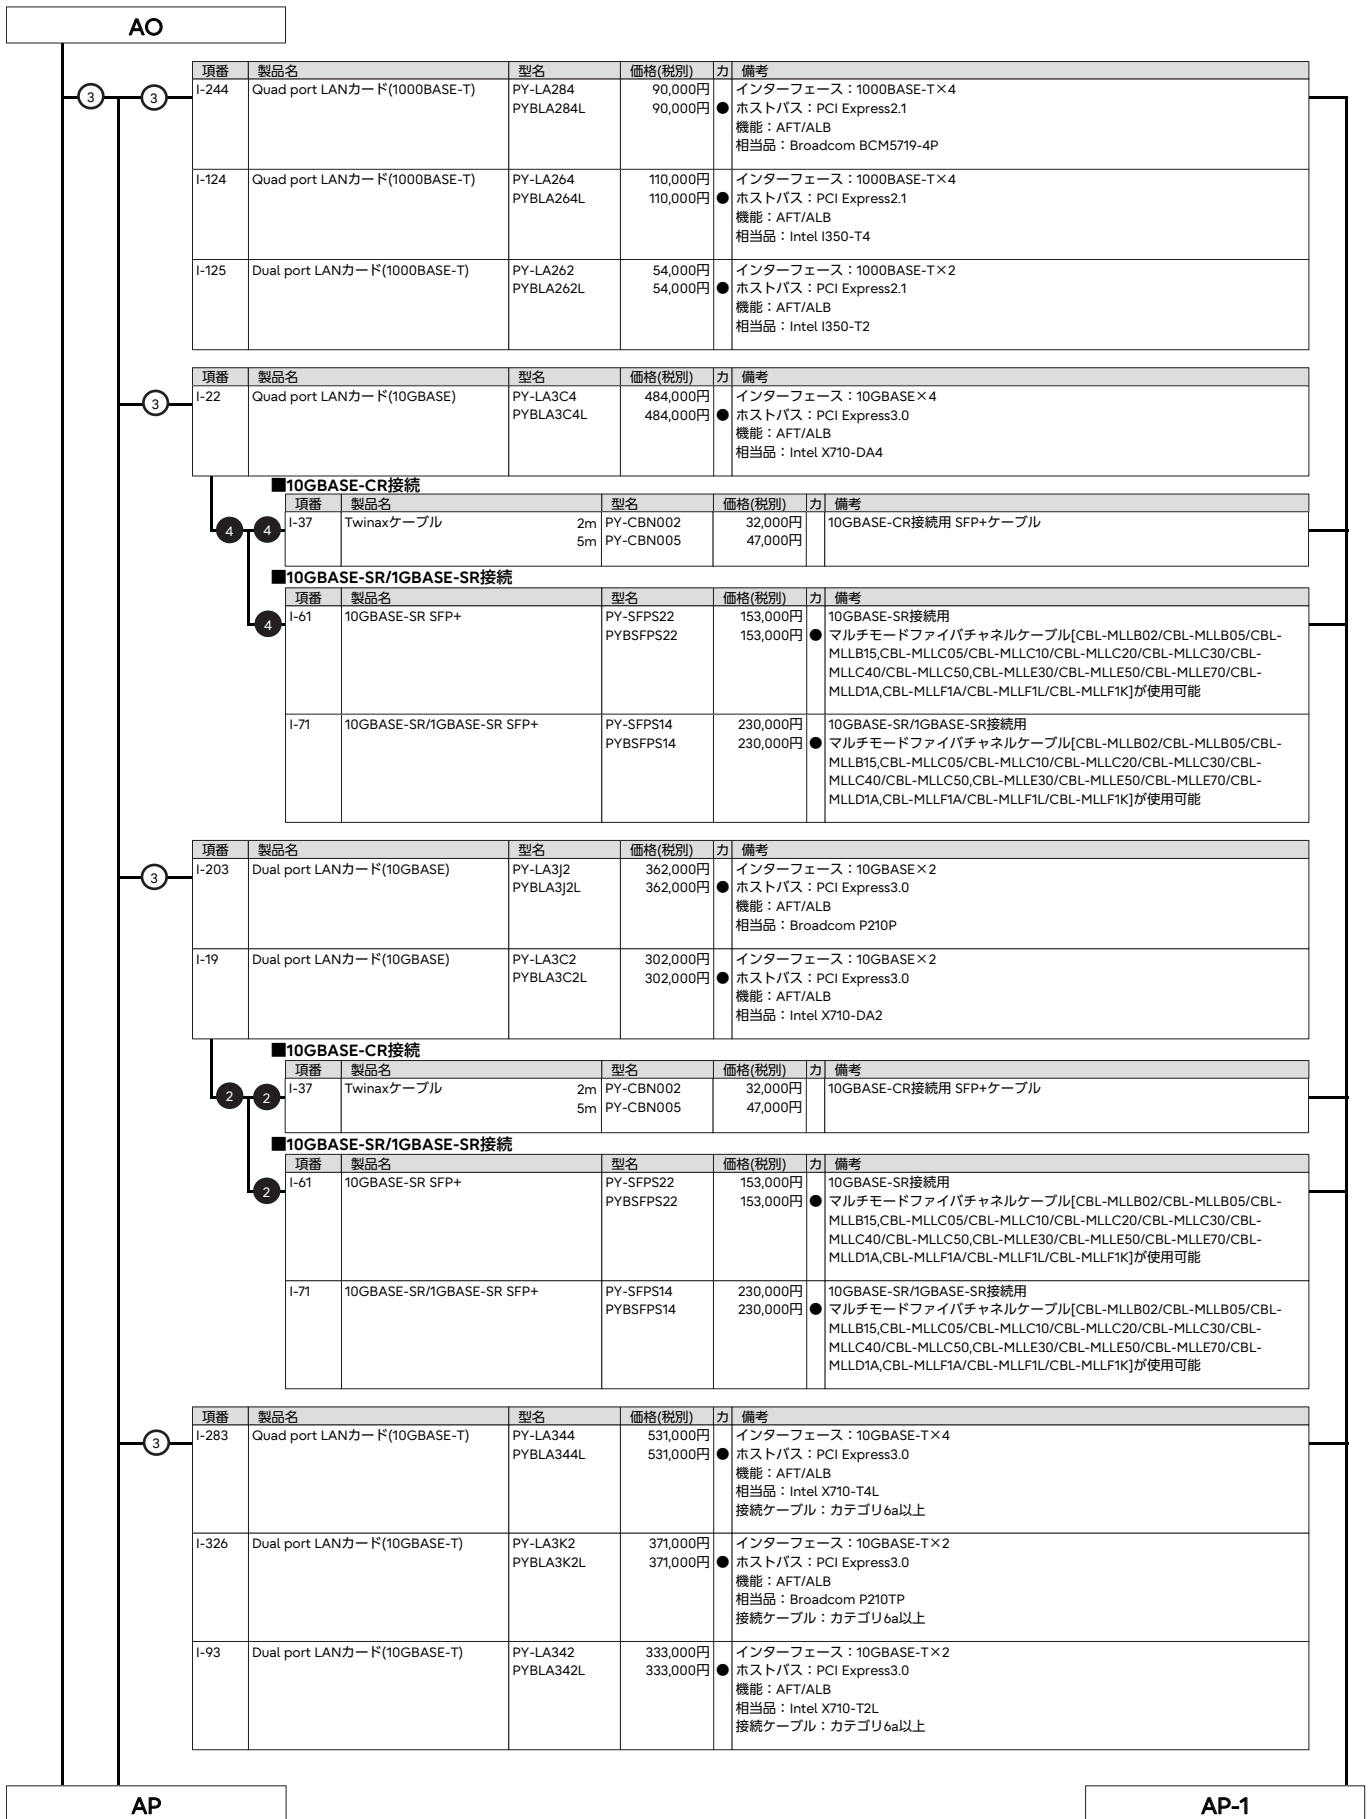 AO
項番 製品名 型名 価格(税別) カ 備考
3 3 I-244 Quad port LANカード(1000BASE-T) PY-LA284 90,000円 インターフェース：1000BASE-T×4
PYBLA284L 90,000円 ● ホストバス：PCI Express2.1
機能：AFT/ALB
相当品：Broadcom BCM5719-4P
I-124 Quad port LANカード(1000BASE-T) PY-LA264 110,000円 インターフェース：1000BASE-T×4
PYBLA264L 110,000円 ● ホストバス：PCI Express2.1
機能：AFT/ALB
相当品：Intel I350-T4
I-125 Dual port LANカード(1000BASE-T) PY-LA262 54,000円 インターフェース：1000BASE-T×2
PYBLA262L 54,000円 ● ホストバス：PCI Express2.1
機能：AFT/ALB
相当品：Intel I350-T2
項番 製品名 型名 価格(税別) カ 備考
3 I-22 Quad port LANカード(10GBASE) PY-LA3C4 484,000円 インターフェース：10GBASE×4
PYBLA3C4L 484,000円 ● ホストバス：PCI Express3.0
機能：AFT/ALB
相当品：Intel X710-DA4
■10GBASE-CR接続
項番 製品名 型名 価格(税別) カ 備考
4 4 I-37 Twinaxケーブル 2m PY-CBN002 32,000円 10GBASE-CR接続用 SFP+ケーブル
5m PY-CBN005 47,000円
■10GBASE-SR/1GBASE-SR接続
項番 製品名 型名 価格(税別) カ 備考
4 I-61 10GBASE-SR SFP+ PY-SFPS22 153,000円 10GBASE-SR接続用
PYBSFPS22 153,000円 ● マルチモードファイバチャネルケーブル[CBL-MLLB02/CBL-MLLB05/CBL-
MLLB15,CBL-MLLC05/CBL-MLLC10/CBL-MLLC20/CBL-MLLC30/CBL-
MLLC40/CBL-MLLC50,CBL-MLLE30/CBL-MLLE50/CBL-MLLE70/CBL-
MLLD1A,CBL-MLLF1A/CBL-MLLF1L/CBL-MLLF1K]が使用可能
I-71 10GBASE-SR/1GBASE-SR SFP+ PY-SFPS14 230,000円 10GBASE-SR/1GBASE-SR接続用
PYBSFPS14 230,000円 ● マルチモードファイバチャネルケーブル[CBL-MLLB02/CBL-MLLB05/CBL-
MLLB15,CBL-MLLC05/CBL-MLLC10/CBL-MLLC20/CBL-MLLC30/CBL-
MLLC40/CBL-MLLC50,CBL-MLLE30/CBL-MLLE50/CBL-MLLE70/CBL-
MLLD1A,CBL-MLLF1A/CBL-MLLF1L/CBL-MLLF1K]が使用可能
項番 製品名 型名 価格(税別) カ 備考
3 I-203 Dual port LANカード(10GBASE) PY-LA3J2 362,000円 インターフェース：10GBASE×2
PYBLA3J2L 362,000円 ● ホストバス：PCI Express3.0
機能：AFT/ALB
相当品：Broadcom P210P
I-19 Dual port LANカード(10GBASE) PY-LA3C2 302,000円 インターフェース：10GBASE×2
PYBLA3C2L 302,000円 ● ホストバス：PCI Express3.0
機能：AFT/ALB
相当品：Intel X710-DA2
■10GBASE-CR接続
項番 製品名 型名 価格(税別) カ 備考
2 2 I-37 Twinaxケーブル 2m PY-CBN002 32,000円 10GBASE-CR接続用 SFP+ケーブル
5m PY-CBN005 47,000円
■10GBASE-SR/1GBASE-SR接続
項番 製品名 型名 価格(税別) カ 備考
2 I-61 10GBASE-SR SFP+ PY-SFPS22 153,000円 10GBASE-SR接続用
PYBSFPS22 153,000円 ● マルチモードファイバチャネルケーブル[CBL-MLLB02/CBL-MLLB05/CBL-
MLLB15,CBL-MLLC05/CBL-MLLC10/CBL-MLLC20/CBL-MLLC30/CBL-
MLLC40/CBL-MLLC50,CBL-MLLE30/CBL-MLLE50/CBL-MLLE70/CBL-
MLLD1A,CBL-MLLF1A/CBL-MLLF1L/CBL-MLLF1K]が使用可能
I-71 10GBASE-SR/1GBASE-SR SFP+ PY-SFPS14 230,000円 10GBASE-SR/1GBASE-SR接続用
PYBSFPS14 230,000円 ● マルチモードファイバチャネルケーブル[CBL-MLLB02/CBL-MLLB05/CBL-
MLLB15,CBL-MLLC05/CBL-MLLC10/CBL-MLLC20/CBL-MLLC30/CBL-
MLLC40/CBL-MLLC50,CBL-MLLE30/CBL-MLLE50/CBL-MLLE70/CBL-
MLLD1A,CBL-MLLF1A/CBL-MLLF1L/CBL-MLLF1K]が使用可能
項番 製品名 型名 価格(税別) カ 備考
3 I-283 Quad port LANカード(10GBASE-T) PY-LA344 531,000円 インターフェース：10GBASE-T×4
PYBLA344L 531,000円 ● ホストバス：PCI Express3.0
機能：AFT/ALB
相当品：Intel X710-T4L
接続ケーブル：カテゴリ6a以上
I-326 Dual port LANカード(10GBASE-T) PY-LA3K2 371,000円 インターフェース：10GBASE-T×2
PYBLA3K2L 371,000円 ● ホストバス：PCI Express3.0
機能：AFT/ALB
相当品：Broadcom P210TP
接続ケーブル：カテゴリ6a以上
I-93 Dual port LANカード(10GBASE-T) PY-LA342 333,000円 インターフェース：10GBASE-T×2
PYBLA342L 333,000円 ● ホストバス：PCI Express3.0
機能：AFT/ALB
相当品：Intel X710-T2L
接続ケーブル：カテゴリ6a以上
AP AP-1